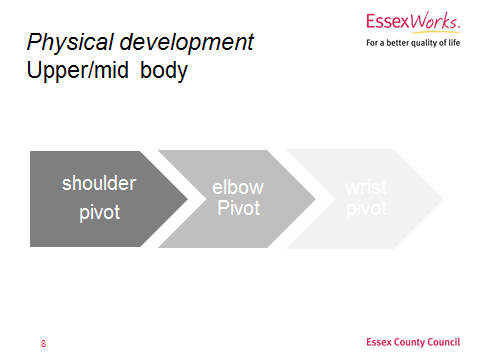 EssexWorks.
For a better quality of life
Physical development
Upper/mid body
shoulder
pivot
elbow
Pivot
wrist
pivot
8
Essex County Council